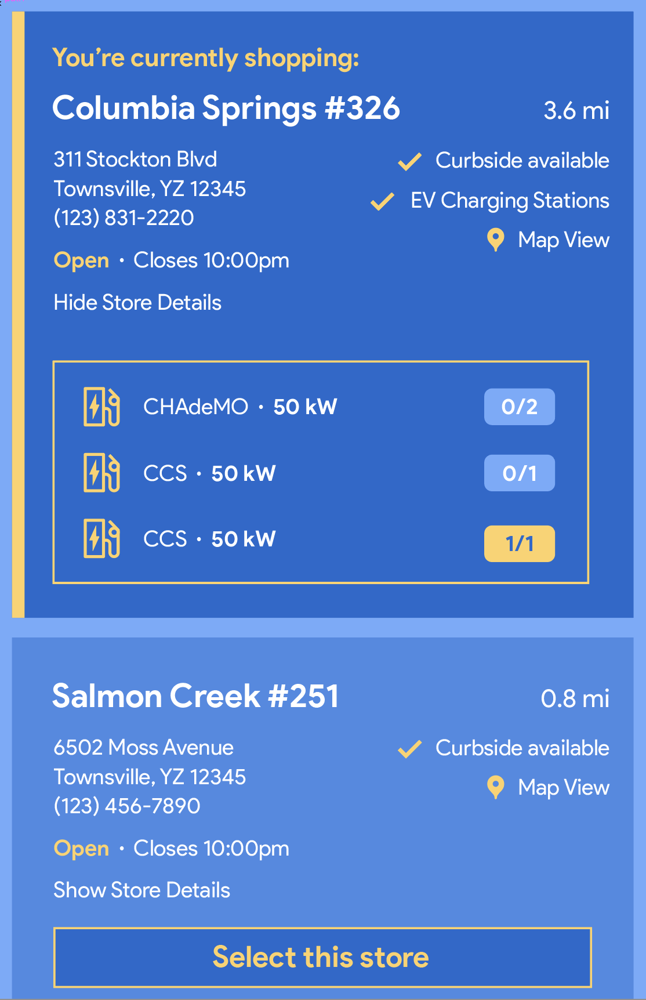 You're currently shopping:
Columbia Springs #326
3.6 mi
311 Stockton Blvd
Townsville, YZ 12345
(123) 831-2220
Open · Closes 10:00pm
Hide Store Details
Curbside available
EV Charging Stations
Map View
CHAdeMO · 50 kW
0/2
CCS · 50 kW
0/1
CCS · 50 kW
1/1
Salmon Creek #251
0.8 mi
6502 Moss Avenue
Townsville, YZ 12345
(123) 456-7890
Open · Closes 10:00pm
Show Store Details
Curbside available
Map View
Select this store